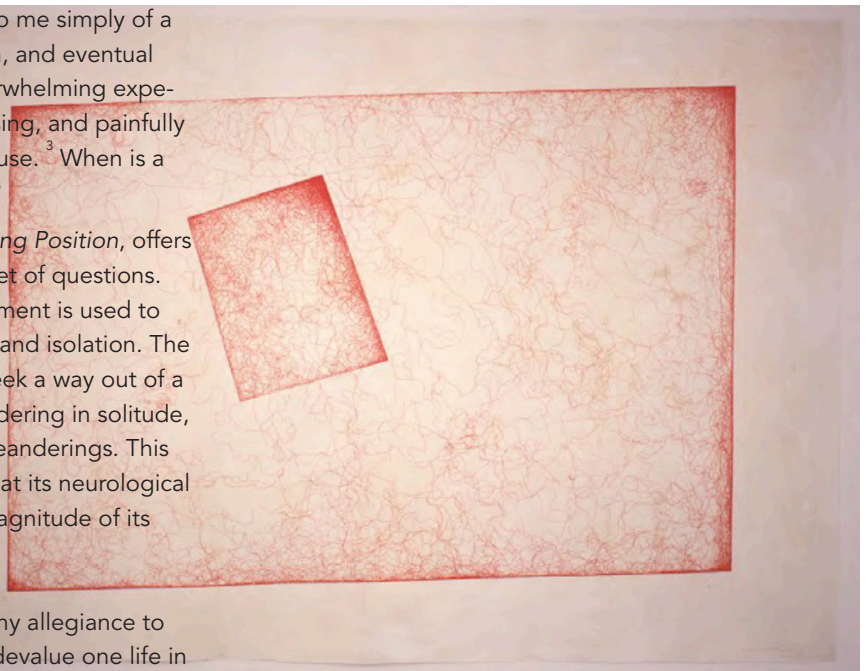 o me simply of a
, and eventual
rwhelming expe-
ing, and painfully
use. 3 When is a
ng Position, offers
et of questions.
ment is used to
and isolation. The
eek a way out of a
dering in solitude,
eanderings. This
at its neurological
agnitude of its
ny allegiance to
devalue one life in